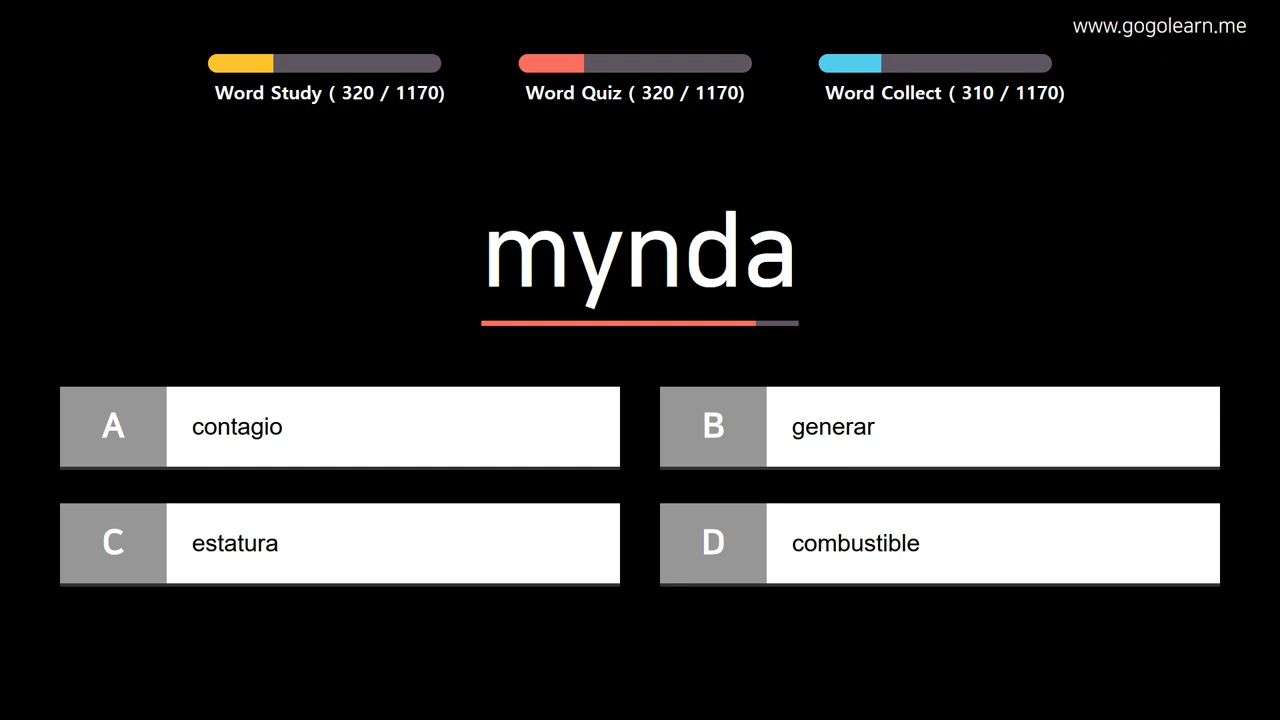 www.gogolearn.me
Word Study ( 320 / 1170)
Word Quiz ( 320 / 1170)
Word Collect ( 310 / 1170)
mynda
A contagio
B generar
C estatura
D combustible